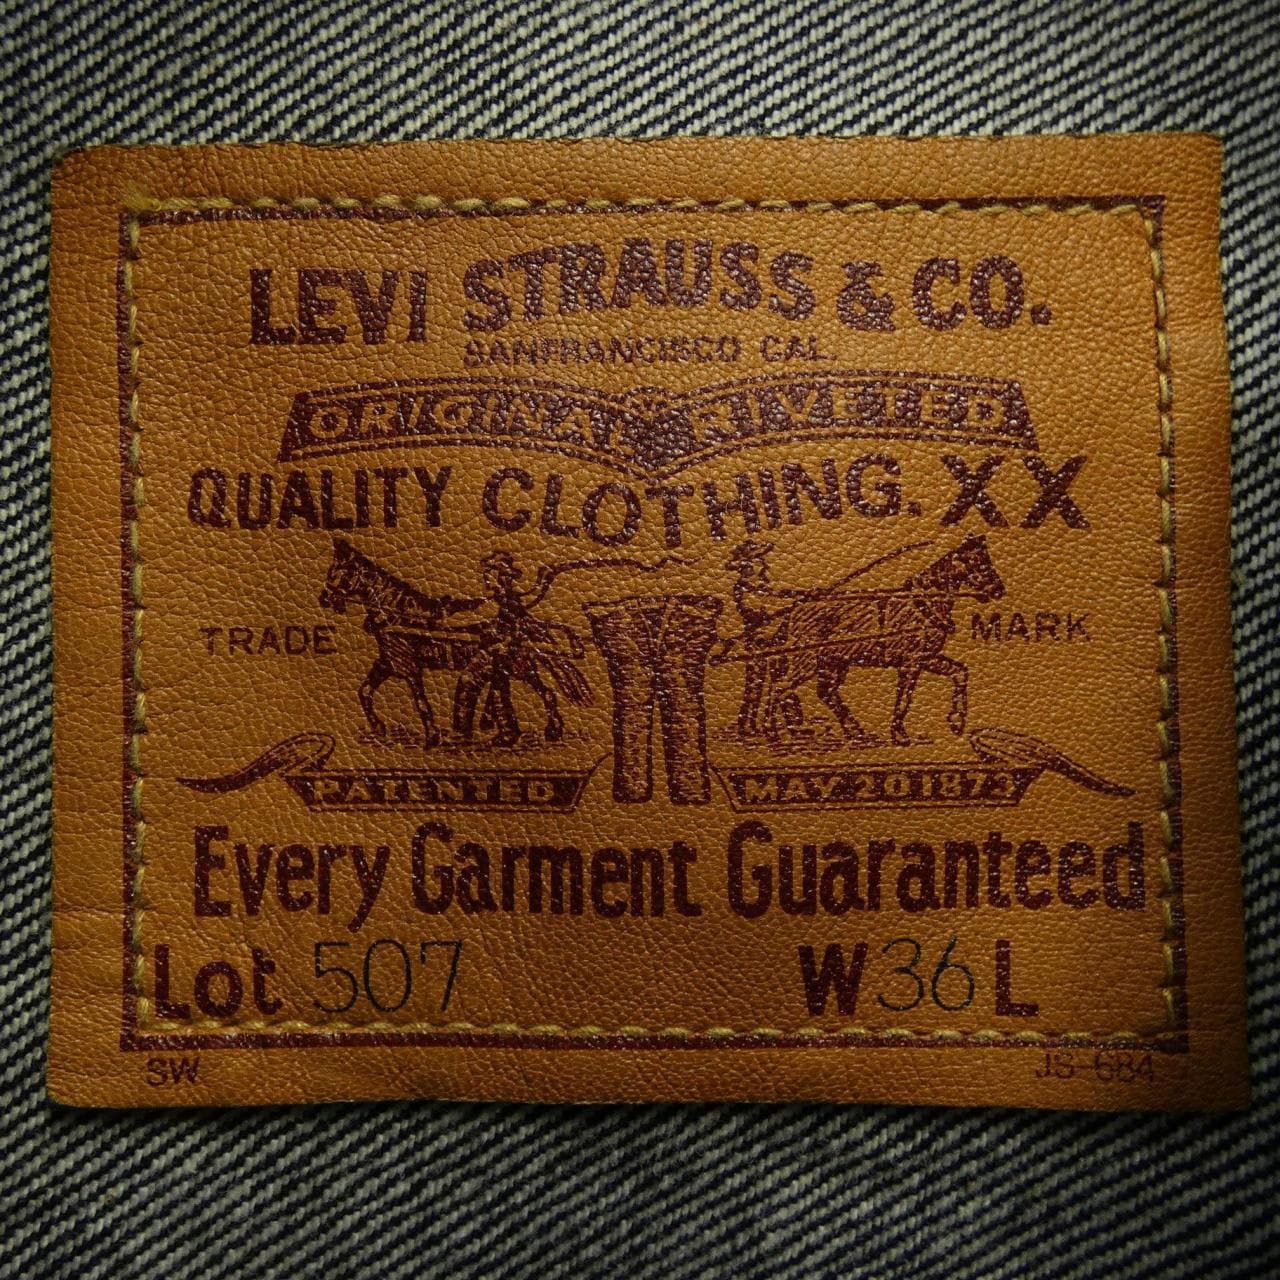 LEVI STRAUSS & CO.
SANFRANCISCO CAL.
ORIGINAL RIVETED
QUALITY CLOTHING. XX
TRADE MARK
PATENTED MAY 20 1873
Every Garment Guaranteed
Lot 507 W 36 L
SW JS-684